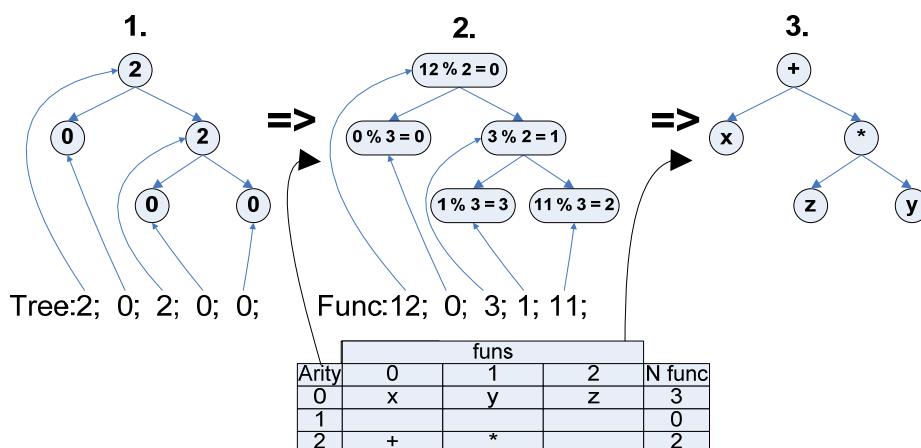 1.
2.
3.
2
12 % 2 = 0
+
0
2
=>
0 % 3 = 0
3 % 2 = 1
=>
x
*
0
0
1 % 3 = 3
11 % 3 = 2
z
y
Tree:2; 0; 2; 0; 0;
Func:12; 0; 3; 1; 11;
funs
Arity 0 1 2 N func
0 x y z 3
1 0
2 + * 2